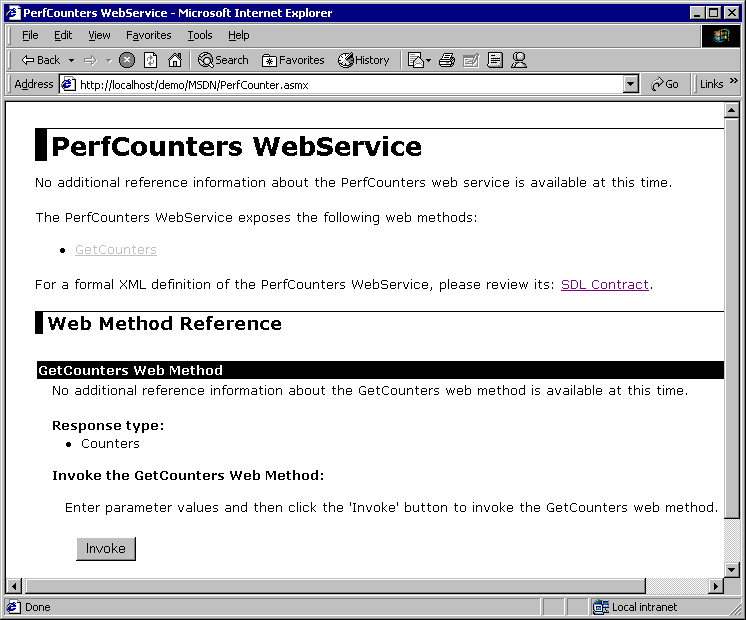 PerfCounters WebService - Microsoft Internet Explorer
File Edit View Favorites Tools Help
Back Search Favorites History
Address http://localhost/demo/MSDN/PerfCounter.asmx Go Links »
PerfCounters WebService
No additional reference information about the PerfCounters web service is available at this time.
The PerfCounters WebService exposes the following web methods:
• GetCounters
For a formal XML definition of the PerfCounters WebService, please review its: SDL Contract.
Web Method Reference
GetCounters Web Method
No additional reference information about the GetCounters web method is available at this time.
Response type:
• Counters
Invoke the GetCounters Web Method:
Enter parameter values and then click the 'Invoke' button to invoke the GetCounters web method.
Invoke
Done Local intranet